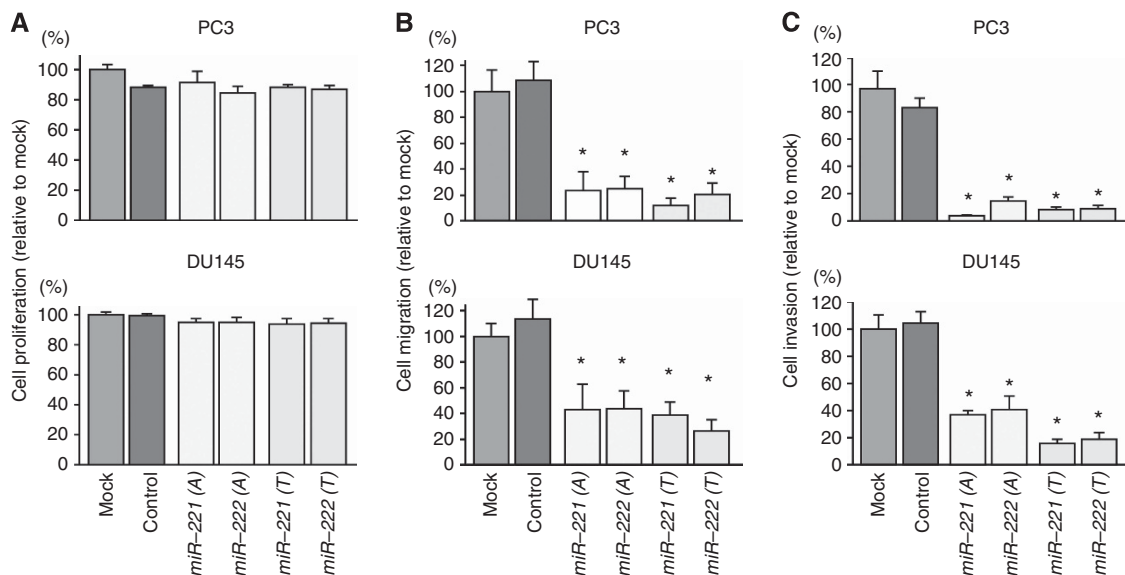 A
PC3
(%)
100
80
60
40
20
0
DU145
(%)
100
80
60
40
20
0
Cell proliferation (relative to mock)
Mock
Control
miR–221 (A)
miR–222 (A)
miR–221 (T)
miR–222 (T)
B
PC3
(%)
120
100
80
60
40
20
0
* * * *
DU145
(%)
120
100
80
60
40
20
0
* * * *
Cell migration (relative to mock)
Mock
Control
miR–221 (A)
miR–222 (A)
miR–221 (T)
miR–222 (T)
C
PC3
(%)
120
100
80
60
40
20
0
* * * *
DU145
(%)
120
100
80
60
40
20
0
* * * *
Cell invasion (relative to mock)
Mock
Control
miR–221 (A)
miR–222 (A)
miR–221 (T)
miR–222 (T)